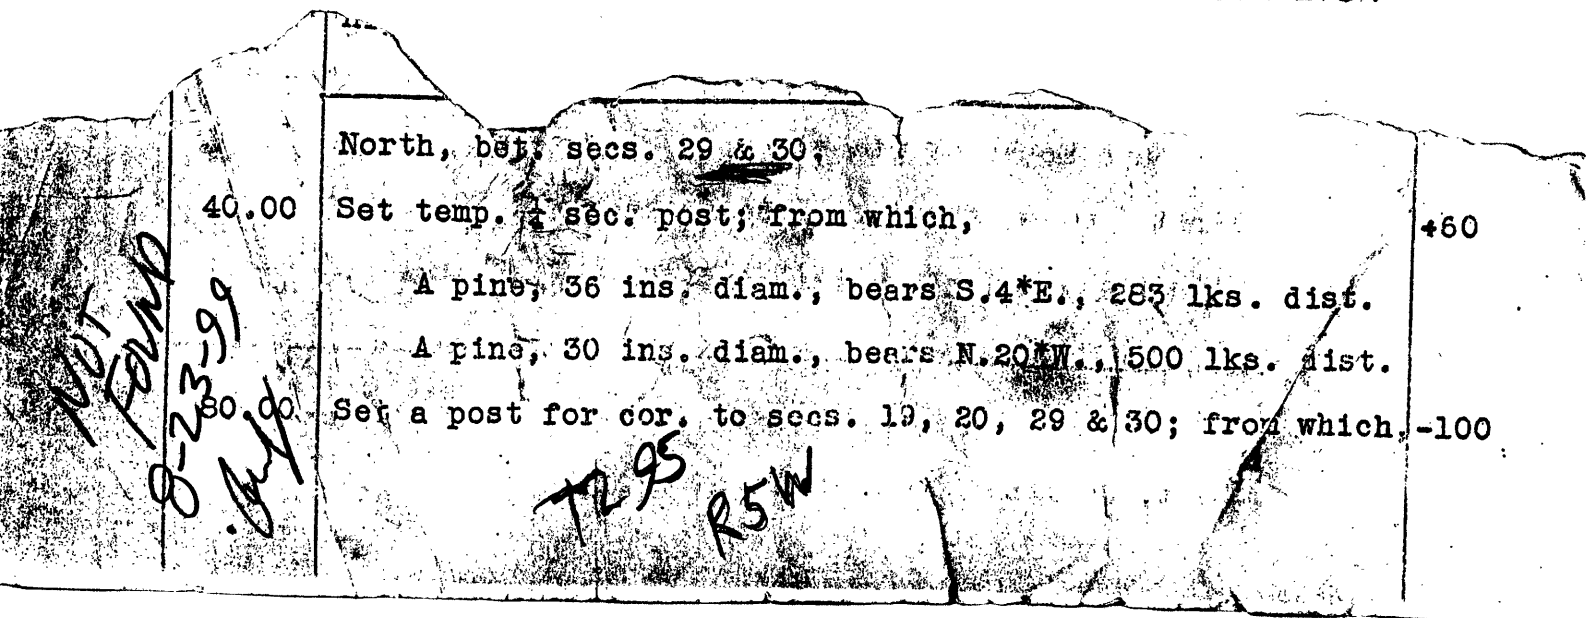 North, bet. secs. 29 & 30.
40.00 Set temp. ¼ sec. post; from which, +60
A pine, 36 ins. diam., bears S.4*E., 283 lks. dist.
A pine, 30 ins. diam., bears N.20*W., 500 lks. dist.
80.00 Set a post for cor. to secs. 19, 20, 29 & 30; from which, -100
NOT
FOUND
8-23-99
R5W